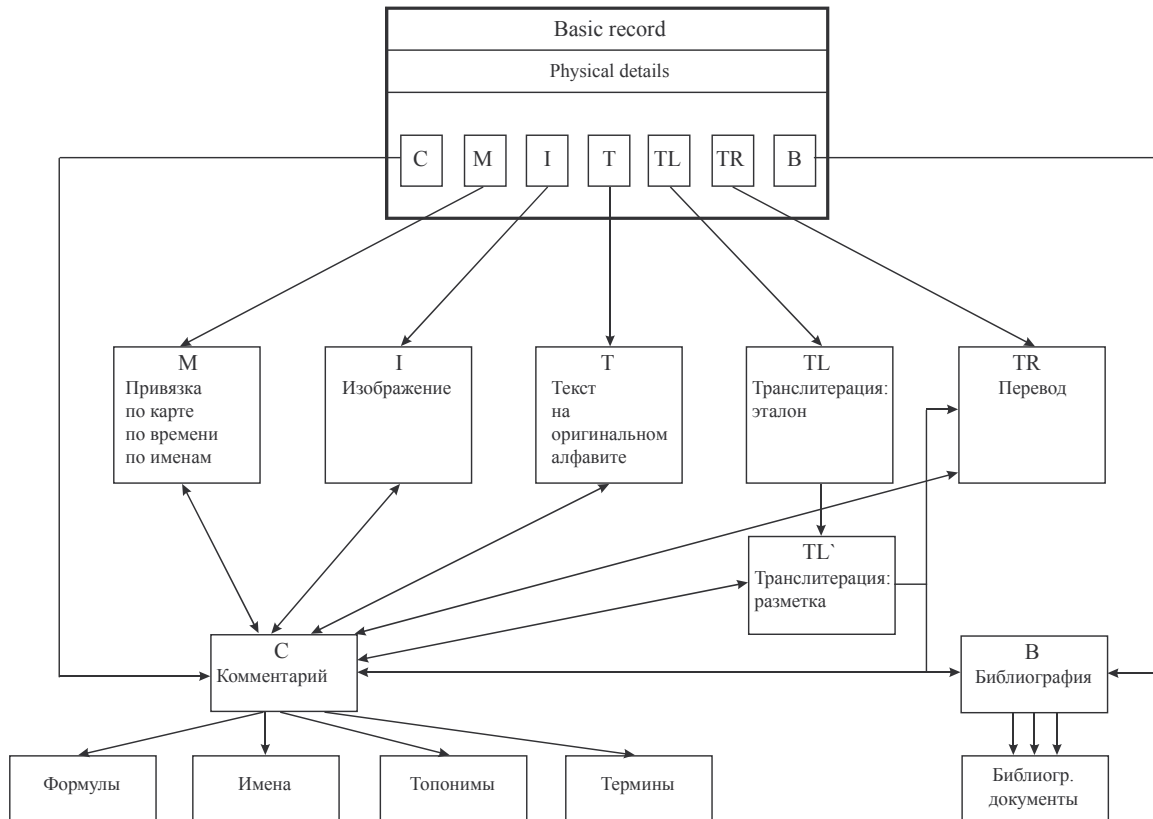 Basic record
Physical details
C M I T TL TR B
M
Привязка
по карте
по времени
по именам
I
Изображение
T
Текст
на
оригинальном
алфавите
TL
Транслитерация:
эталон
TR
Перевод
TL`
Транслитерация:
разметка
C
Комментарий
B
Библиография
Формулы
Имена
Топонимы
Термины
Библиогр.
документы